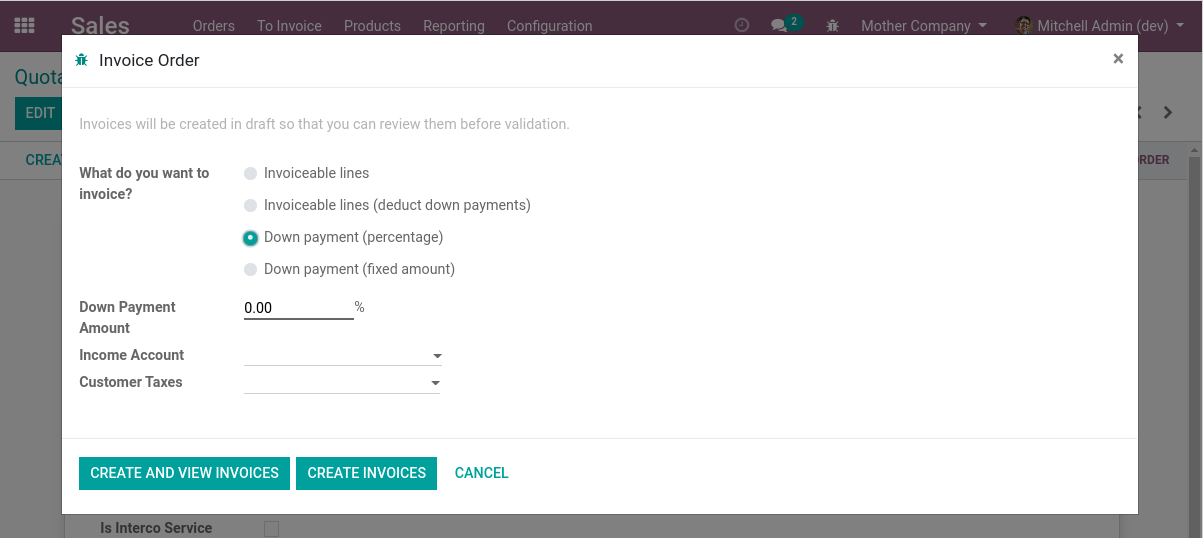 Sales
Orders
To Invoice
Products
Reporting
Configuration
2
Mother Company
Mitchell Admin (dev)
Invoice Order
×
Quota
EDIT
Invoices will be created in draft so that you can review them before validation.
CREA
RDER
What do you want to
invoice?
Invoiceable lines
Invoiceable lines (deduct down payments)
Down payment (percentage)
Down payment (fixed amount)
Down Payment
Amount
0.00 %
Income Account
Customer Taxes
CREATE AND VIEW INVOICES
CREATE INVOICES
CANCEL
Is Interco Service